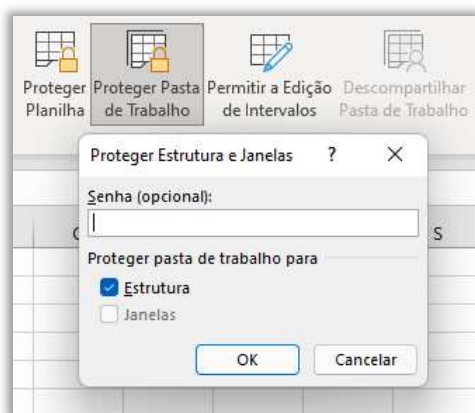 Proteger Proteger Pasta Permitir a Edição Descompartilhar
Planilha de Trabalho de Intervalos Pasta de Trabalho
Proteger Estrutura e Janelas ? X
Senha (opcional):
S
Proteger pasta de trabalho para
Estrutura
Janelas
OK Cancelar